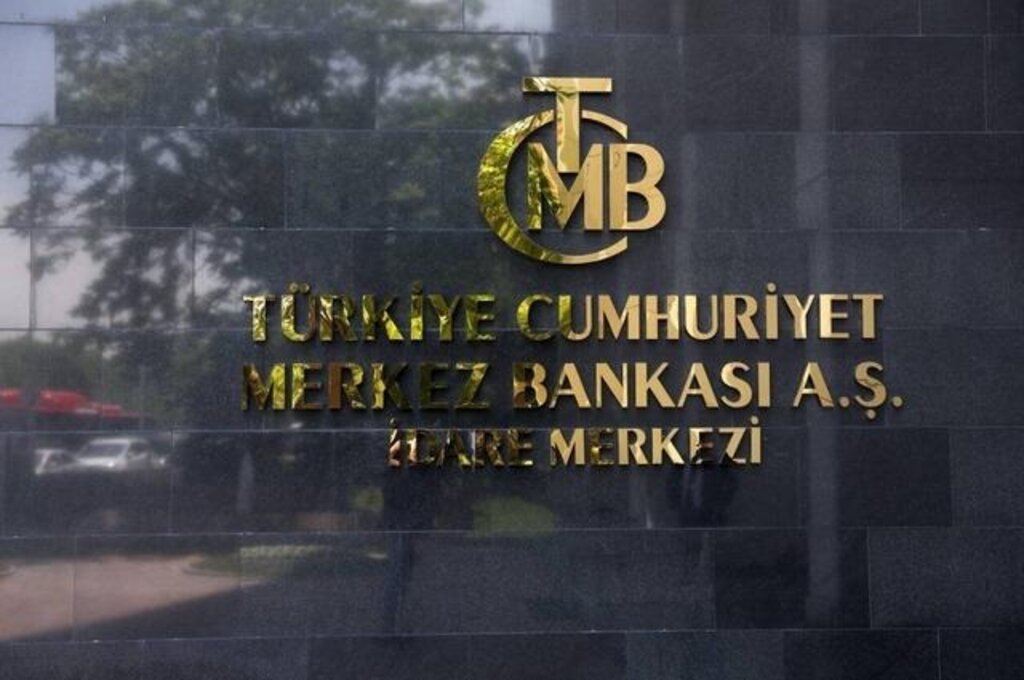 TCMB
TÜRKİYE CUMHURİYET
MERKEZ BANKASI A.Ş.
İDARE MERKEZİ